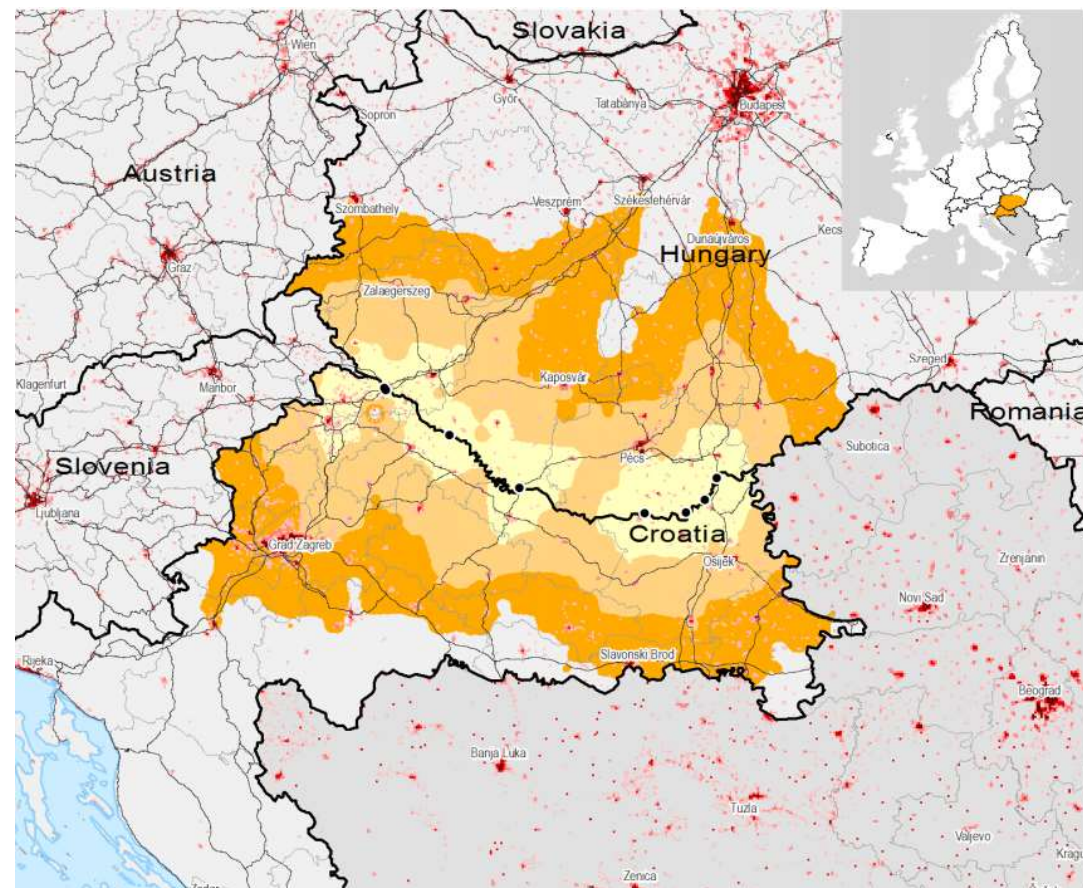 Slovakia
Wien
Győr
Tatabánya
Budapest
Sopron
Austria
Szombathely
Veszprém
Székesfehérvár
Kecs
Dunaújváros
Hungary
Graz
Zalaegerszeg
Szeged
Klagenfurt
Maribor
Kaposvár
Romania
Subotica
Slovenia
Pécs
Ljubljana
Croatia
Grad Zagreb
Osijek
Zrenjanin
Novi Sad
Slavonski Brod
Rijeka
Beograd
Banja Luka
Tuzla
Valjevo
Kragu
Zenica
Zadar